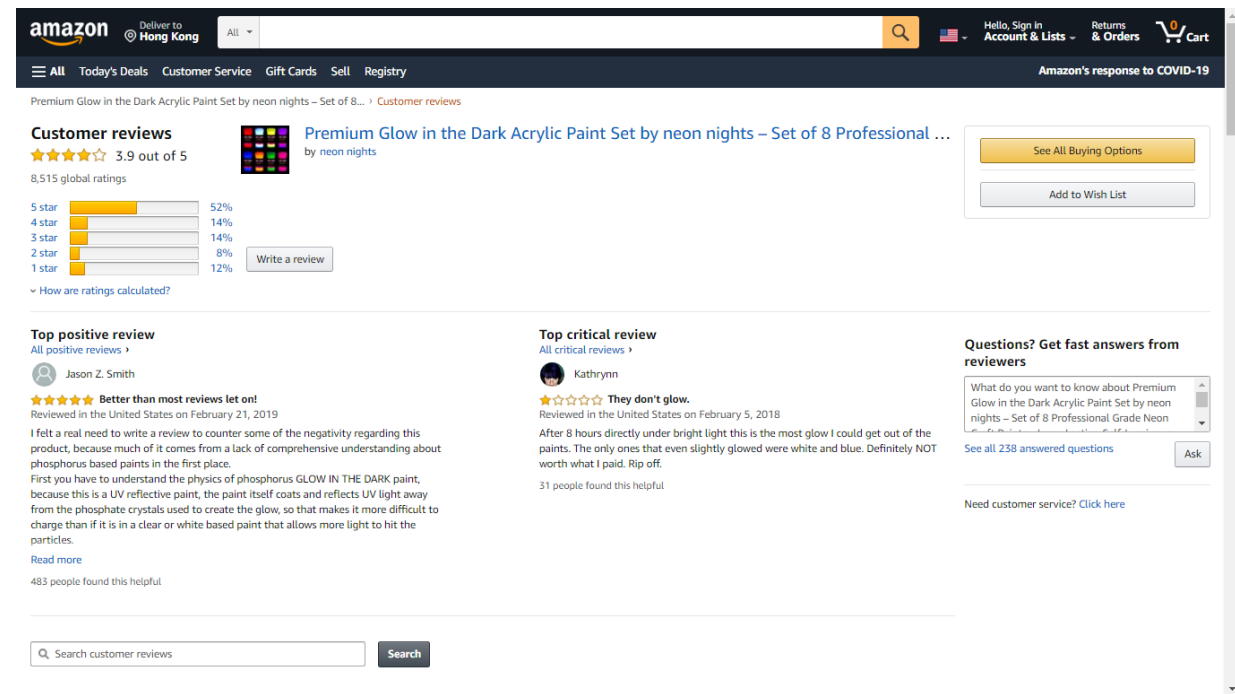 amazon
Deliver to
Hong Kong
All
Hello, Sign in
Account & Lists
Returns
& Orders
0
Cart
All
Today's Deals
Customer Service
Gift Cards
Sell
Registry
Amazon's response to COVID-19
Premium Glow in the Dark Acrylic Paint Set by neon nights – Set of 8... › Customer reviews
Customer reviews
3.9 out of 5
8,515 global ratings
Premium Glow in the Dark Acrylic Paint Set by neon nights – Set of 8 Professional ...
by neon nights
See All Buying Options
Add to Wish List
5 star 52%
4 star 14%
3 star 14%
2 star 8%
1 star 12%
Write a review
How are ratings calculated?
Top positive review
All positive reviews ›
Jason Z. Smith
Better than most reviews let on!
Reviewed in the United States on February 21, 2019
I felt a real need to write a review to counter some of the negativity regarding this
product, because much of it comes from a lack of comprehensive understanding about
phosphorus based paints in the first place.
First you have to understand the physics of phosphorus GLOW IN THE DARK paint,
because this is a UV reflective paint, the paint itself coats and reflects UV light away
from the phosphate crystals used to create the glow, so that makes it more difficult to
charge than if it is in a clear or white based paint that allows more light to hit the
particles.
Read more
483 people found this helpful
Top critical review
All critical reviews ›
Kathrynn
They don't glow.
Reviewed in the United States on February 5, 2018
After 8 hours directly under bright light this is the most glow I could get out of the
paints. The only ones that even slightly glowed were white and blue. Definitely NOT
worth what I paid. Rip off.
31 people found this helpful
Questions? Get fast answers from
reviewers
What do you want to know about Premium
Glow in the Dark Acrylic Paint Set by neon
nights – Set of 8 Professional Grade Neon
See all 238 answered questions
Ask
Need customer service? Click here
Search customer reviews
Search